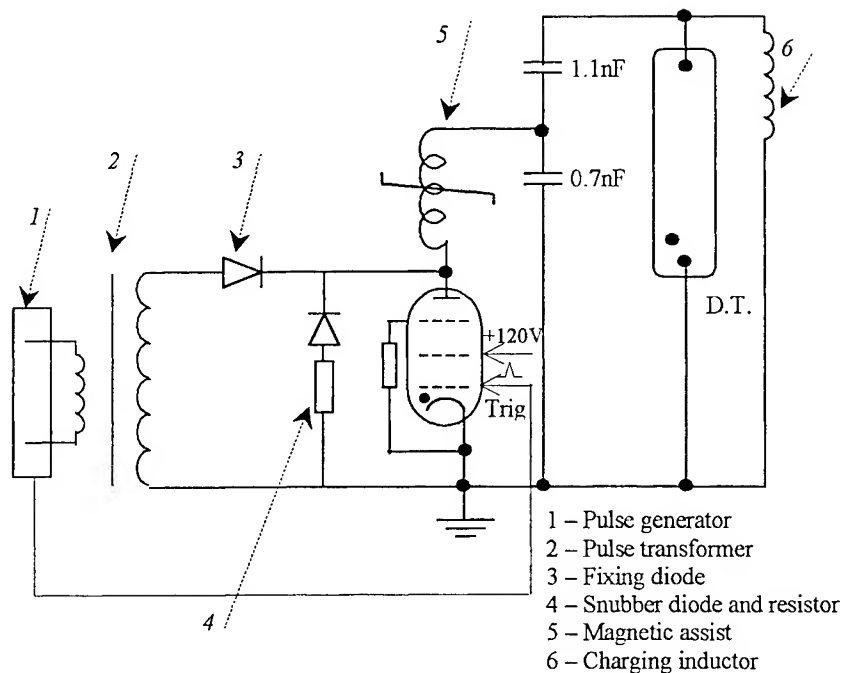 5
6
1.1nF
2
3
0.7nF
1
+120V
D.T.
Trig
4
1 – Pulse generator
2 – Pulse transformer
3 – Fixing diode
4 – Snubber diode and resistor
5 – Magnetic assist
6 – Charging inductor